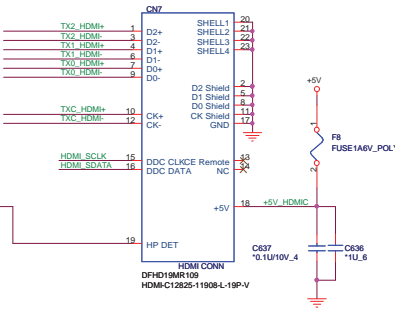 CN7
SHELL1 20
SHELL2 21
SHELL3 22
SHELL4 23
TX2_HDMI+ 1 D2+
TX2_HDMI- 3 D2-
TX1_HDMI+ 4 D1+
TX1_HDMI- 6 D1-
TX0_HDMI+ 7 D0+
TX0_HDMI- 9 D0-
D2 Shield 2
D1 Shield 5
D0 Shield 8
TXC_HDMI+ 10 CK+ CK Shield 11
TXC_HDMI- 12 CK- GND 17
+5V
1
F8
FUSE1A6V_POLY
2
HDMI_SCLK 15 DDC CLK CE Remote 13
HDMI_SDATA 16 DDC DATA NC 14
+5V 18 +5V_HDMIC
19 HP DET
C637
*0.1U/10V_4
C636
*1U_6
HDMI CONN
DFHD19MR109
HDMI-C12825-11908-L-19P-V